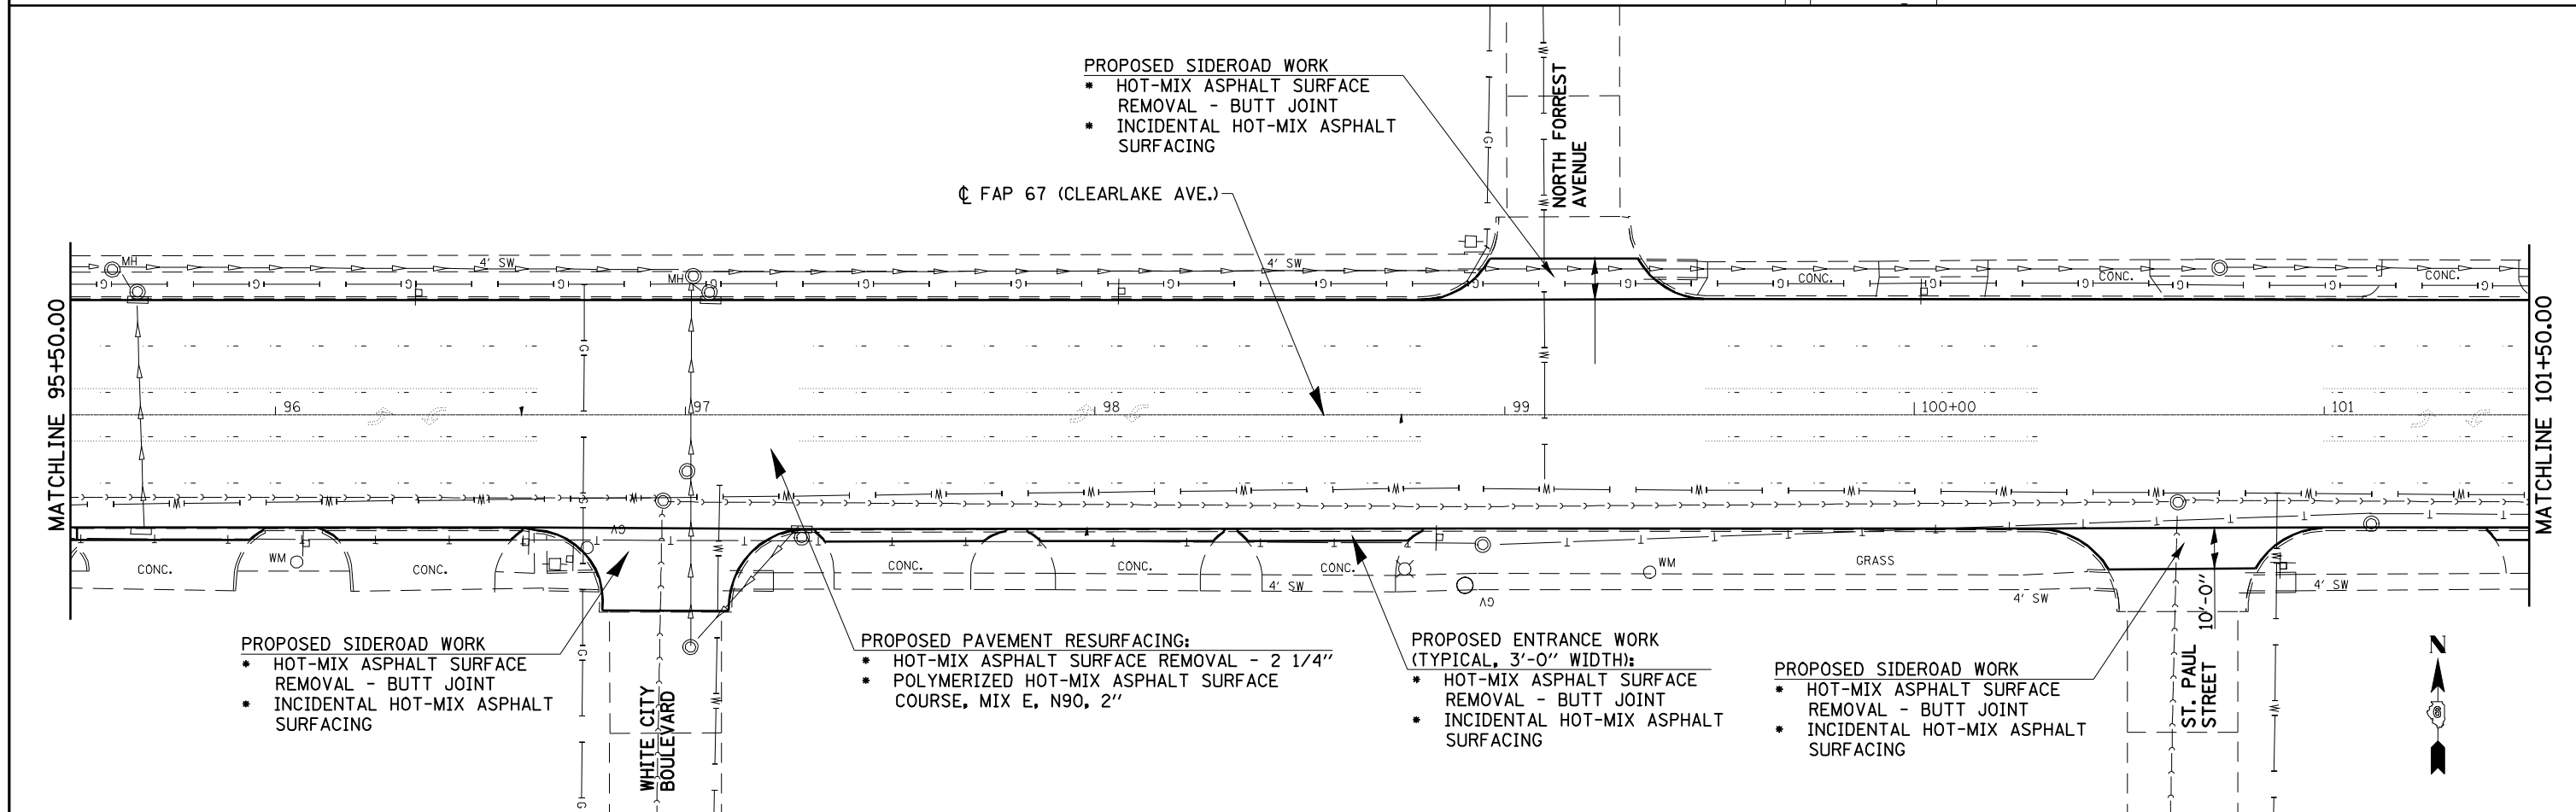 PROPOSED SIDEROAD WORK
* HOT-MIX ASPHALT SURFACE
REMOVAL - BUTT JOINT
* INCIDENTAL HOT-MIX ASPHALT
SURFACING
NORTH FORREST
AVENUE
℄ FAP 67 (CLEARLAKE AVE.)
MH
4' SW
MH
4' SW
CONC.
CONC.
CONC.
MATCHLINE 95+50.00
MATCHLINE 101+50.00
96
97
98
99
100+00
101
GV
CONC.
WM
CONC.
CONC.
CONC.
CONC.
4' SW
GV
WM
GRASS
4' SW
4' SW
10'-0"
PROPOSED SIDEROAD WORK
* HOT-MIX ASPHALT SURFACE
REMOVAL - BUTT JOINT
* INCIDENTAL HOT-MIX ASPHALT
SURFACING
WHITE CITY
BOULEVARD
PROPOSED PAVEMENT RESURFACING:
* HOT-MIX ASPHALT SURFACE REMOVAL - 2 1/4"
* POLYMERIZED HOT-MIX ASPHALT SURFACE
COURSE, MIX E, N90, 2"
PROPOSED ENTRANCE WORK
(TYPICAL, 3'-0" WIDTH):
* HOT-MIX ASPHALT SURFACE
REMOVAL - BUTT JOINT
* INCIDENTAL HOT-MIX ASPHALT
SURFACING
PROPOSED SIDEROAD WORK
* HOT-MIX ASPHALT SURFACE
REMOVAL - BUTT JOINT
* INCIDENTAL HOT-MIX ASPHALT
SURFACING
ST. PAUL
STREET
N